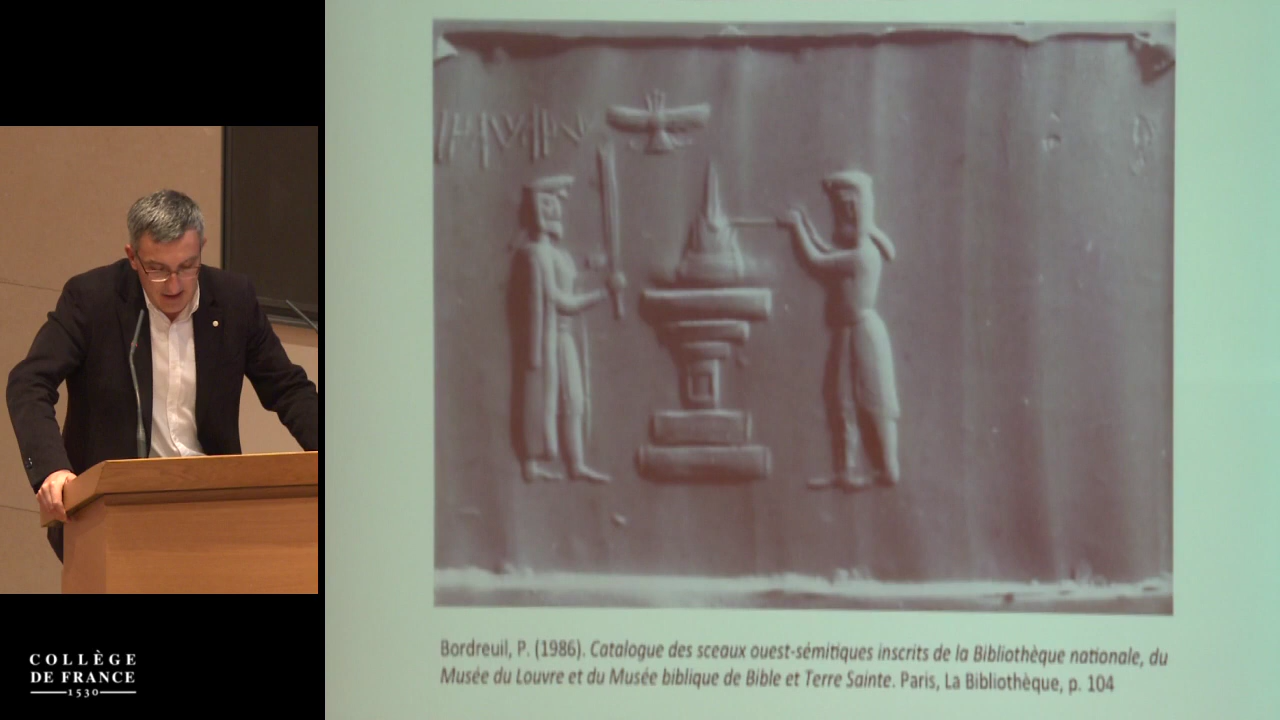 Bordreuil, P. (1986). Catalogue des sceaux ouest-sémitiques inscrits de la Bibliothèque nationale, du
Musée du Louvre et du Musée biblique de Bible et Terre Sainte. Paris, La Bibliothèque, p. 104
COLLÈGE
DE FRANCE
1530